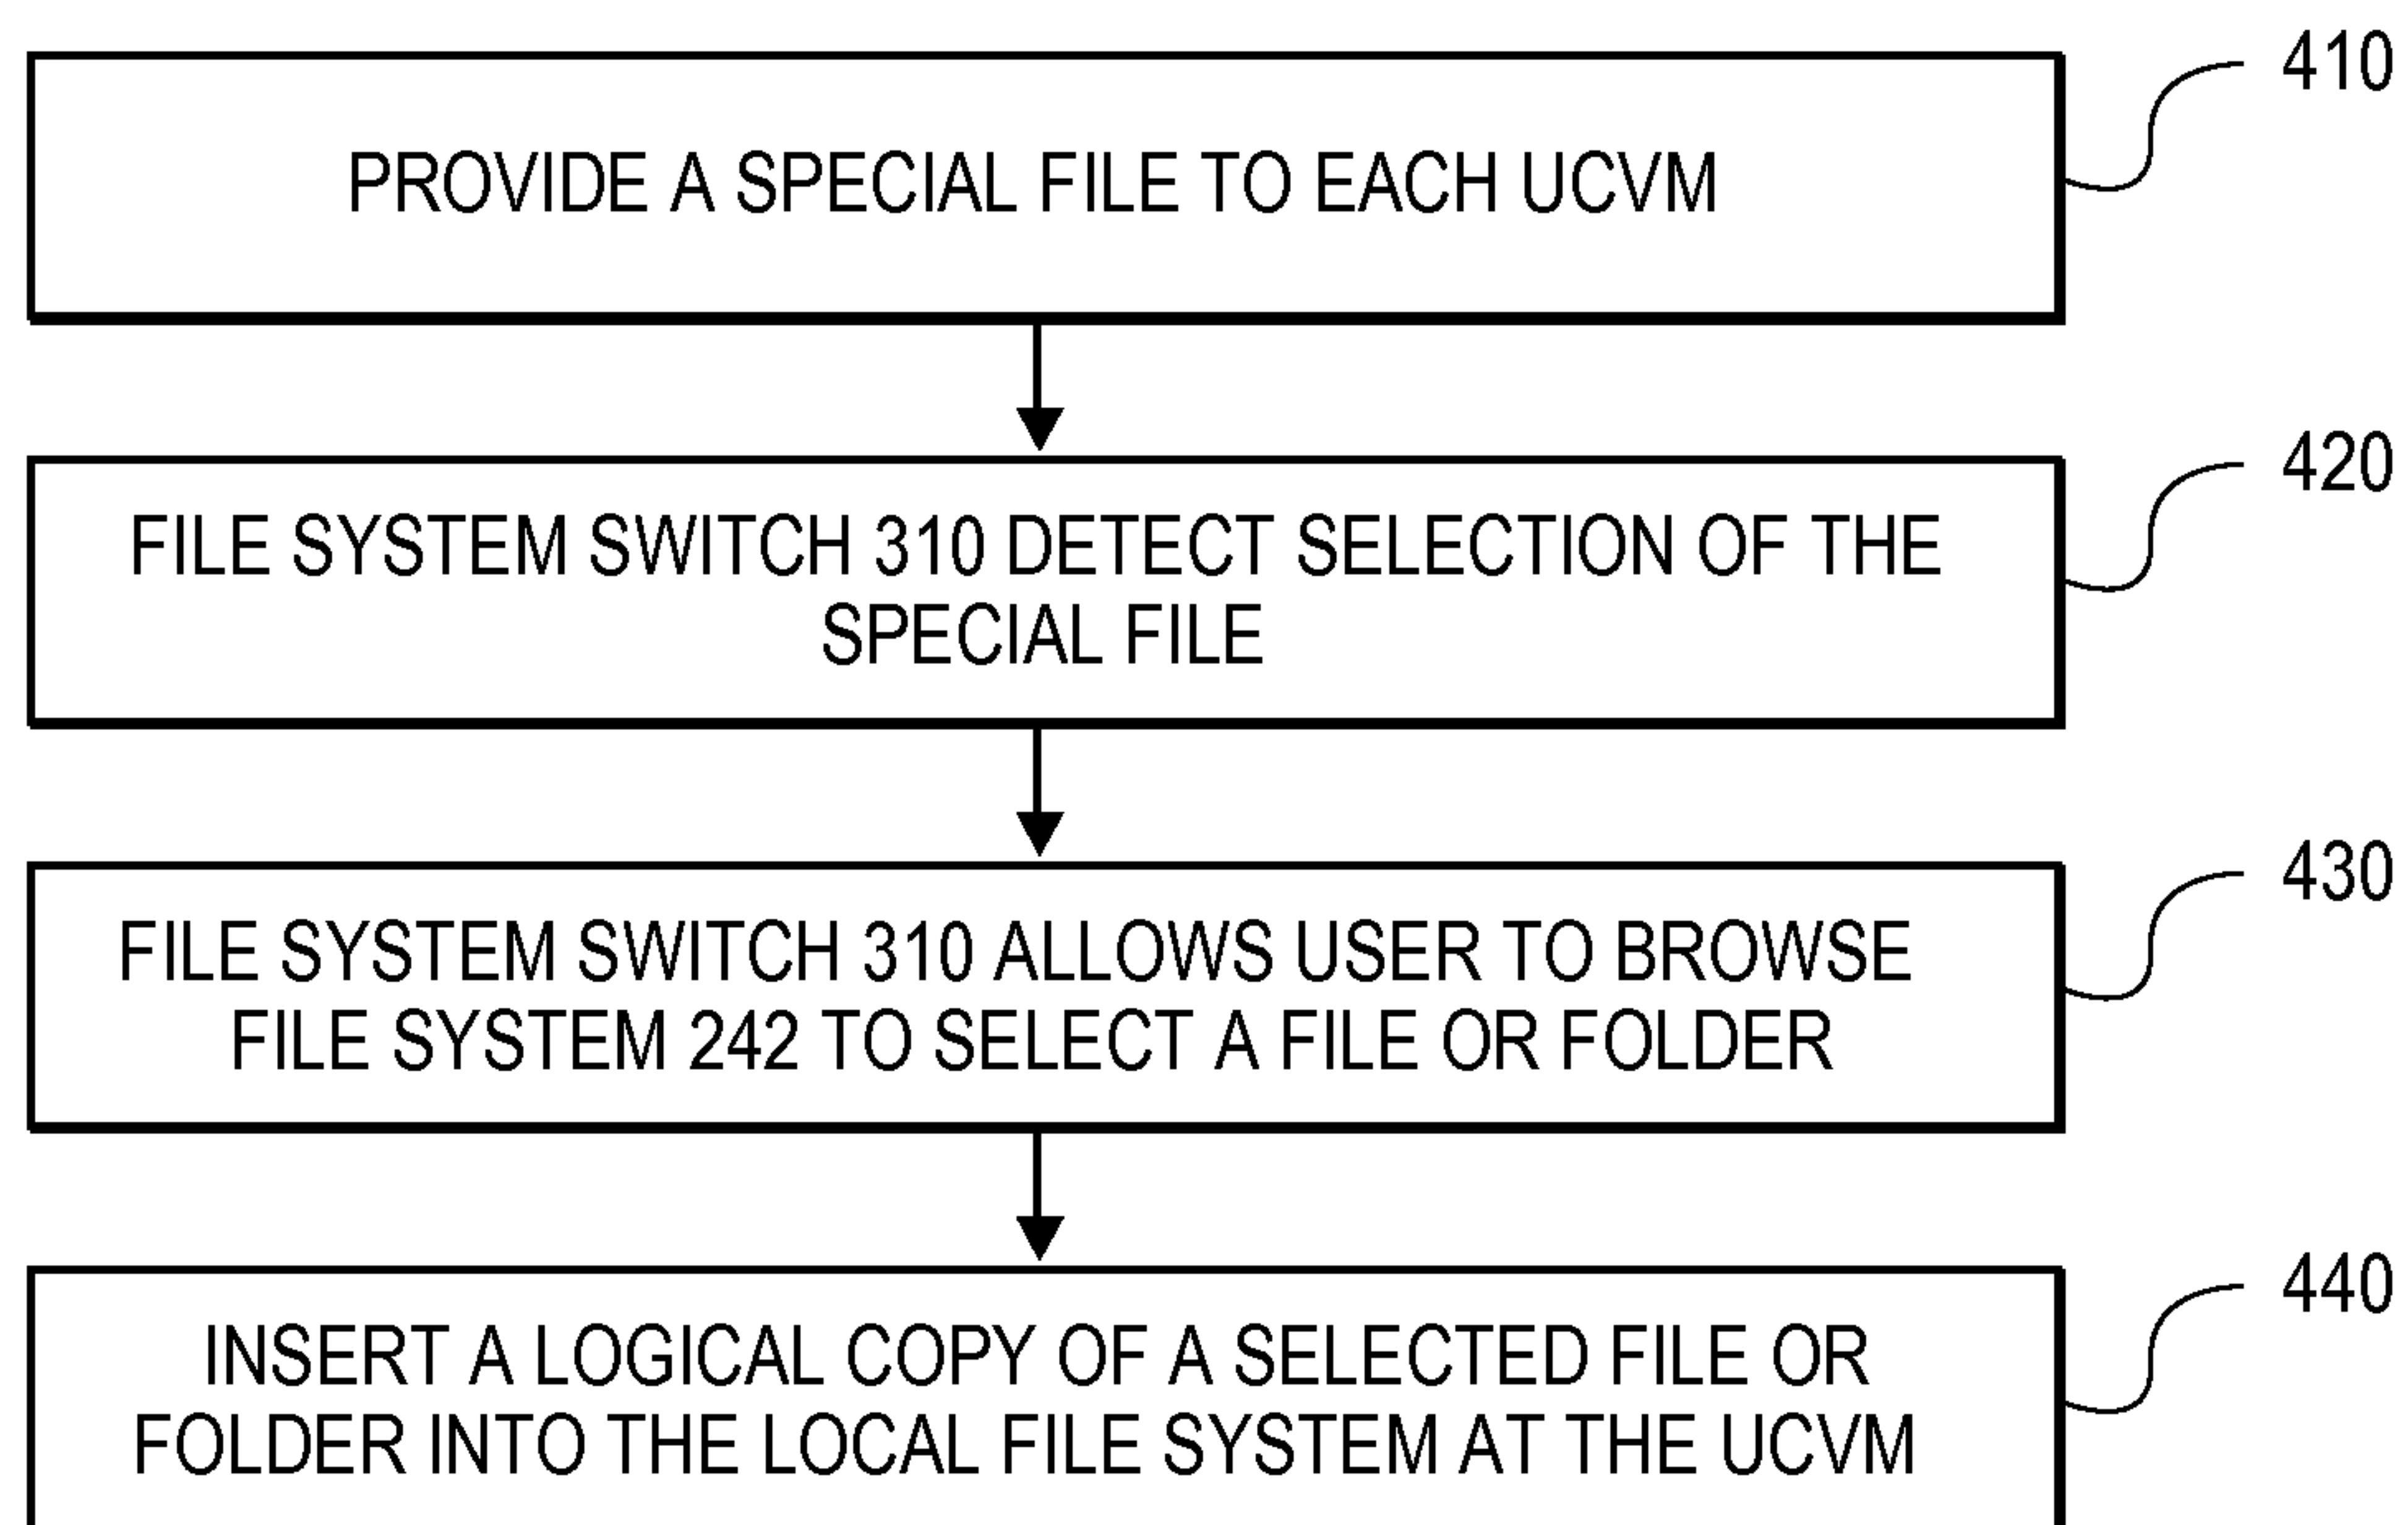 410
PROVIDE A SPECIAL FILE TO EACH UCVM
420
FILE SYSTEM SWITCH 310 DETECT SELECTION OF THE
SPECIAL FILE
430
FILE SYSTEM SWITCH 310 ALLOWS USER TO BROWSE
FILE SYSTEM 242 TO SELECT A FILE OR FOLDER
440
INSERT A LOGICAL COPY OF A SELECTED FILE OR
FOLDER INTO THE LOCAL FILE SYSTEM AT THE UCVM